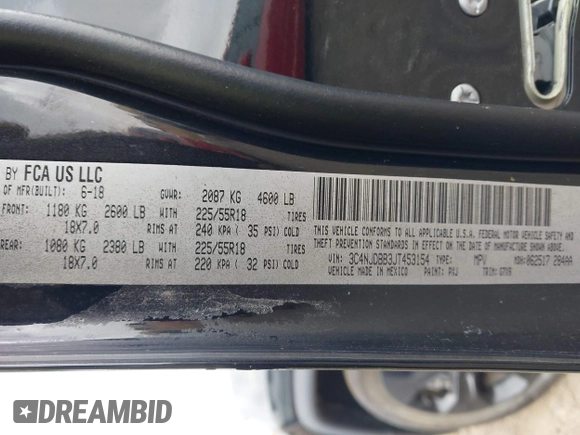 BY FCA US LLC
OF MFR(BUILT): 6-18 GVWR: 2087 KG 4600 LB
FRONT: 1180 KG 2600 LB WITH 225/55R18 TIRES
18X7.0 RIMS AT 240 KPA ( 35 PSI) COLD
REAR: 1080 KG 2380 LB WITH 225/55R18 TIRES
18X7.0 RIMS AT 220 KPA ( 32 PSI) COLD
THIS VEHICLE CONFORMS TO ALL APPLICABLE U.S.A. FEDERAL MOTOR VEHICLE SAFETY AND
THEFT PREVENTION STANDARDS IN EFFECT ON THE DATE OF MANUFACTURE SHOWN ABOVE.
VIN: 3C4NJDBB3JT453154 TYPE: MPV MDH: 062517 284AA
VEHICLE MADE IN MEXICO PAINT: PXJ TRIM:
DREAMBID